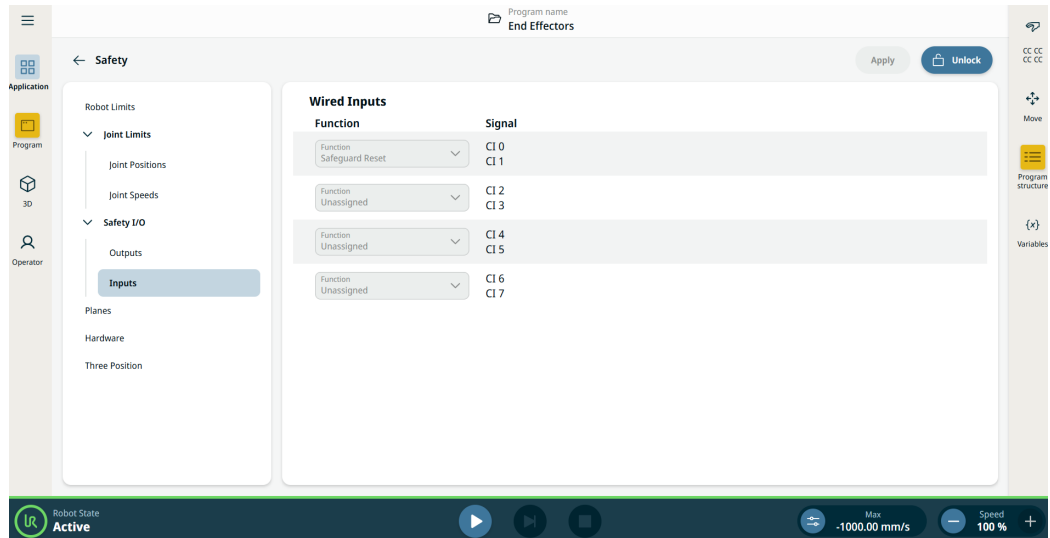 Program name
End Effectors
Safety
Apply
Unlock
Application
Program
3D
Operator
Robot Limits
Joint Limits
Joint Positions
Joint Speeds
Safety I/O
Outputs
Inputs
Planes
Hardware
Three Position
Wired Inputs
Function Signal
Function
Safeguard Reset
CI 0
CI 1
Function
Unassigned
CI 2
CI 3
Function
Unassigned
CI 4
CI 5
Function
Unassigned
CI 6
CI 7
CC CC
CC CC
Move
Program
structure
{x}
Variables
UR
Robot State
Active
Max
-1000.00 mm/s
Speed
100 %